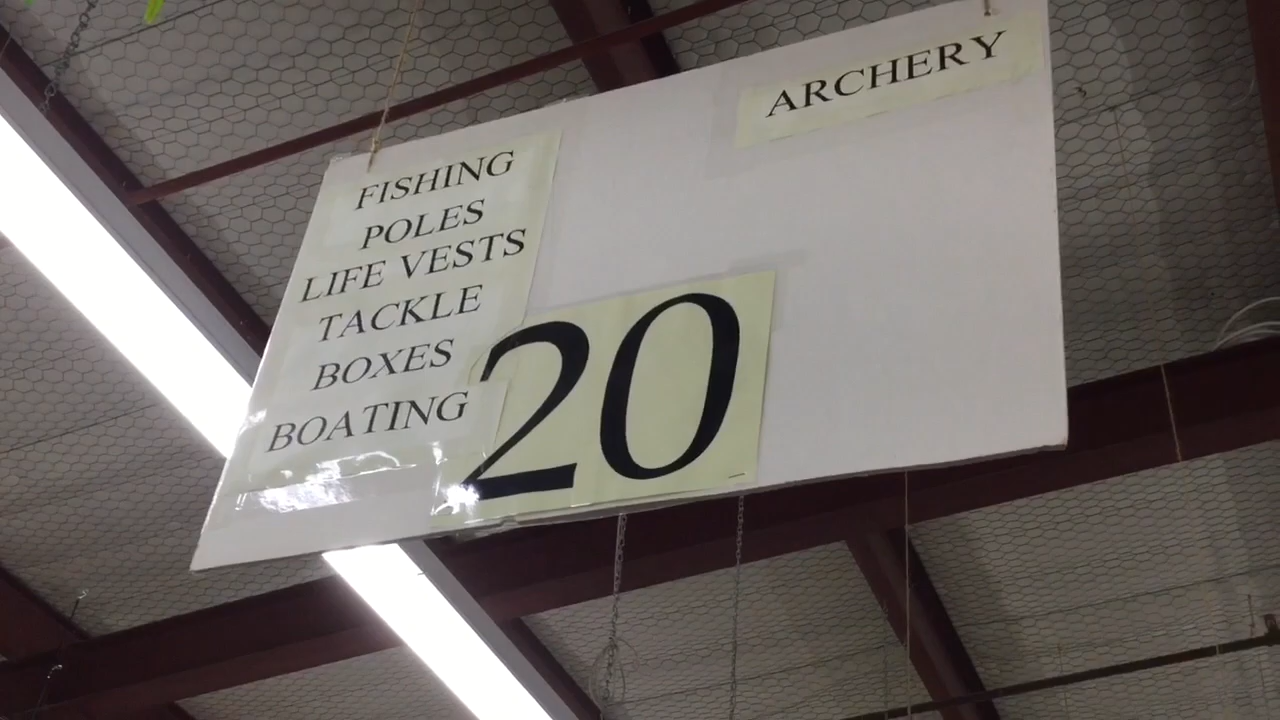 FISHING
POLES
LIFE VESTS
TACKLE
BOXES
BOATING
20
ARCHERY